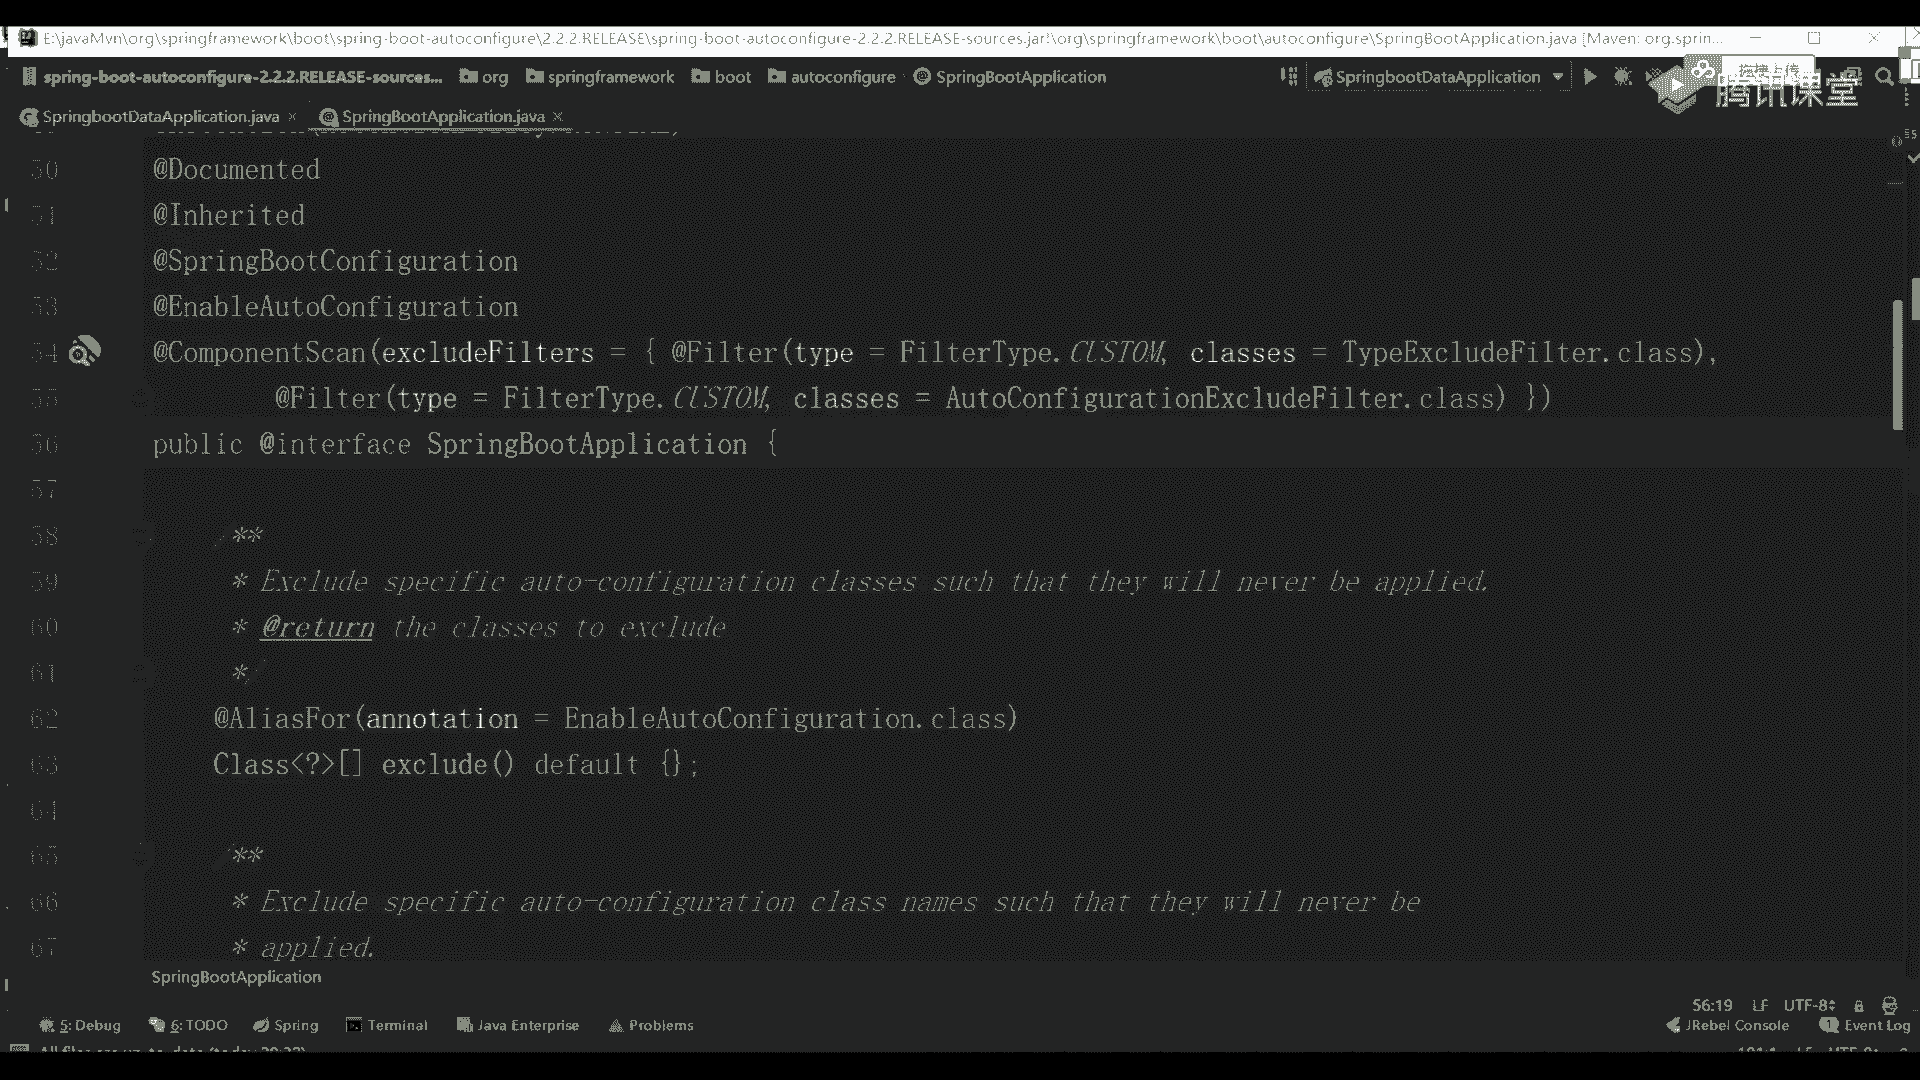 E:\javaMvn\org\springframework\boot\spring-boot-autoconfigure\2.2.2.RELEASE\spring-boot-autoconfigure-2.2.2.RELEASE-sources.jar!\org\springframework\boot\autoconfigure\SpringBootApplication.java [Maven: org.sprin...
spring-boot-autoconfigure-2.2.2.RELEASE-sources... org springframework boot autoconfigure SpringBootApplication SpringbootDataApplication
腾讯课堂
SpringbootDataApplication.java × SpringBootApplication.java ×
50 @Documented
51 @Inherited
52 @SpringBootConfiguration
53 @EnableAutoConfiguration
54 @ComponentScan(excludeFilters = { @Filter(type = FilterType.CUSTOM, classes = TypeExcludeFilter.class),
55 @Filter(type = FilterType.CUSTOM, classes = AutoConfigurationExcludeFilter.class) })
56 public @interface SpringBootApplication {
57
58 /**
59 * Exclude specific auto-configuration classes such that they will never be applied.
60 * @return the classes to exclude
61 */
62 @AliasFor(annotation = EnableAutoConfiguration.class)
63 Class<?>[] exclude() default {};
64
65 /**
66 * Exclude specific auto-configuration class names such that they will never be
67 * applied.
SpringBootApplication
56:19 LF UTF-8
5: Debug 6: TODO Spring Terminal Java Enterprise Problems JRebel Console 1 Event Log